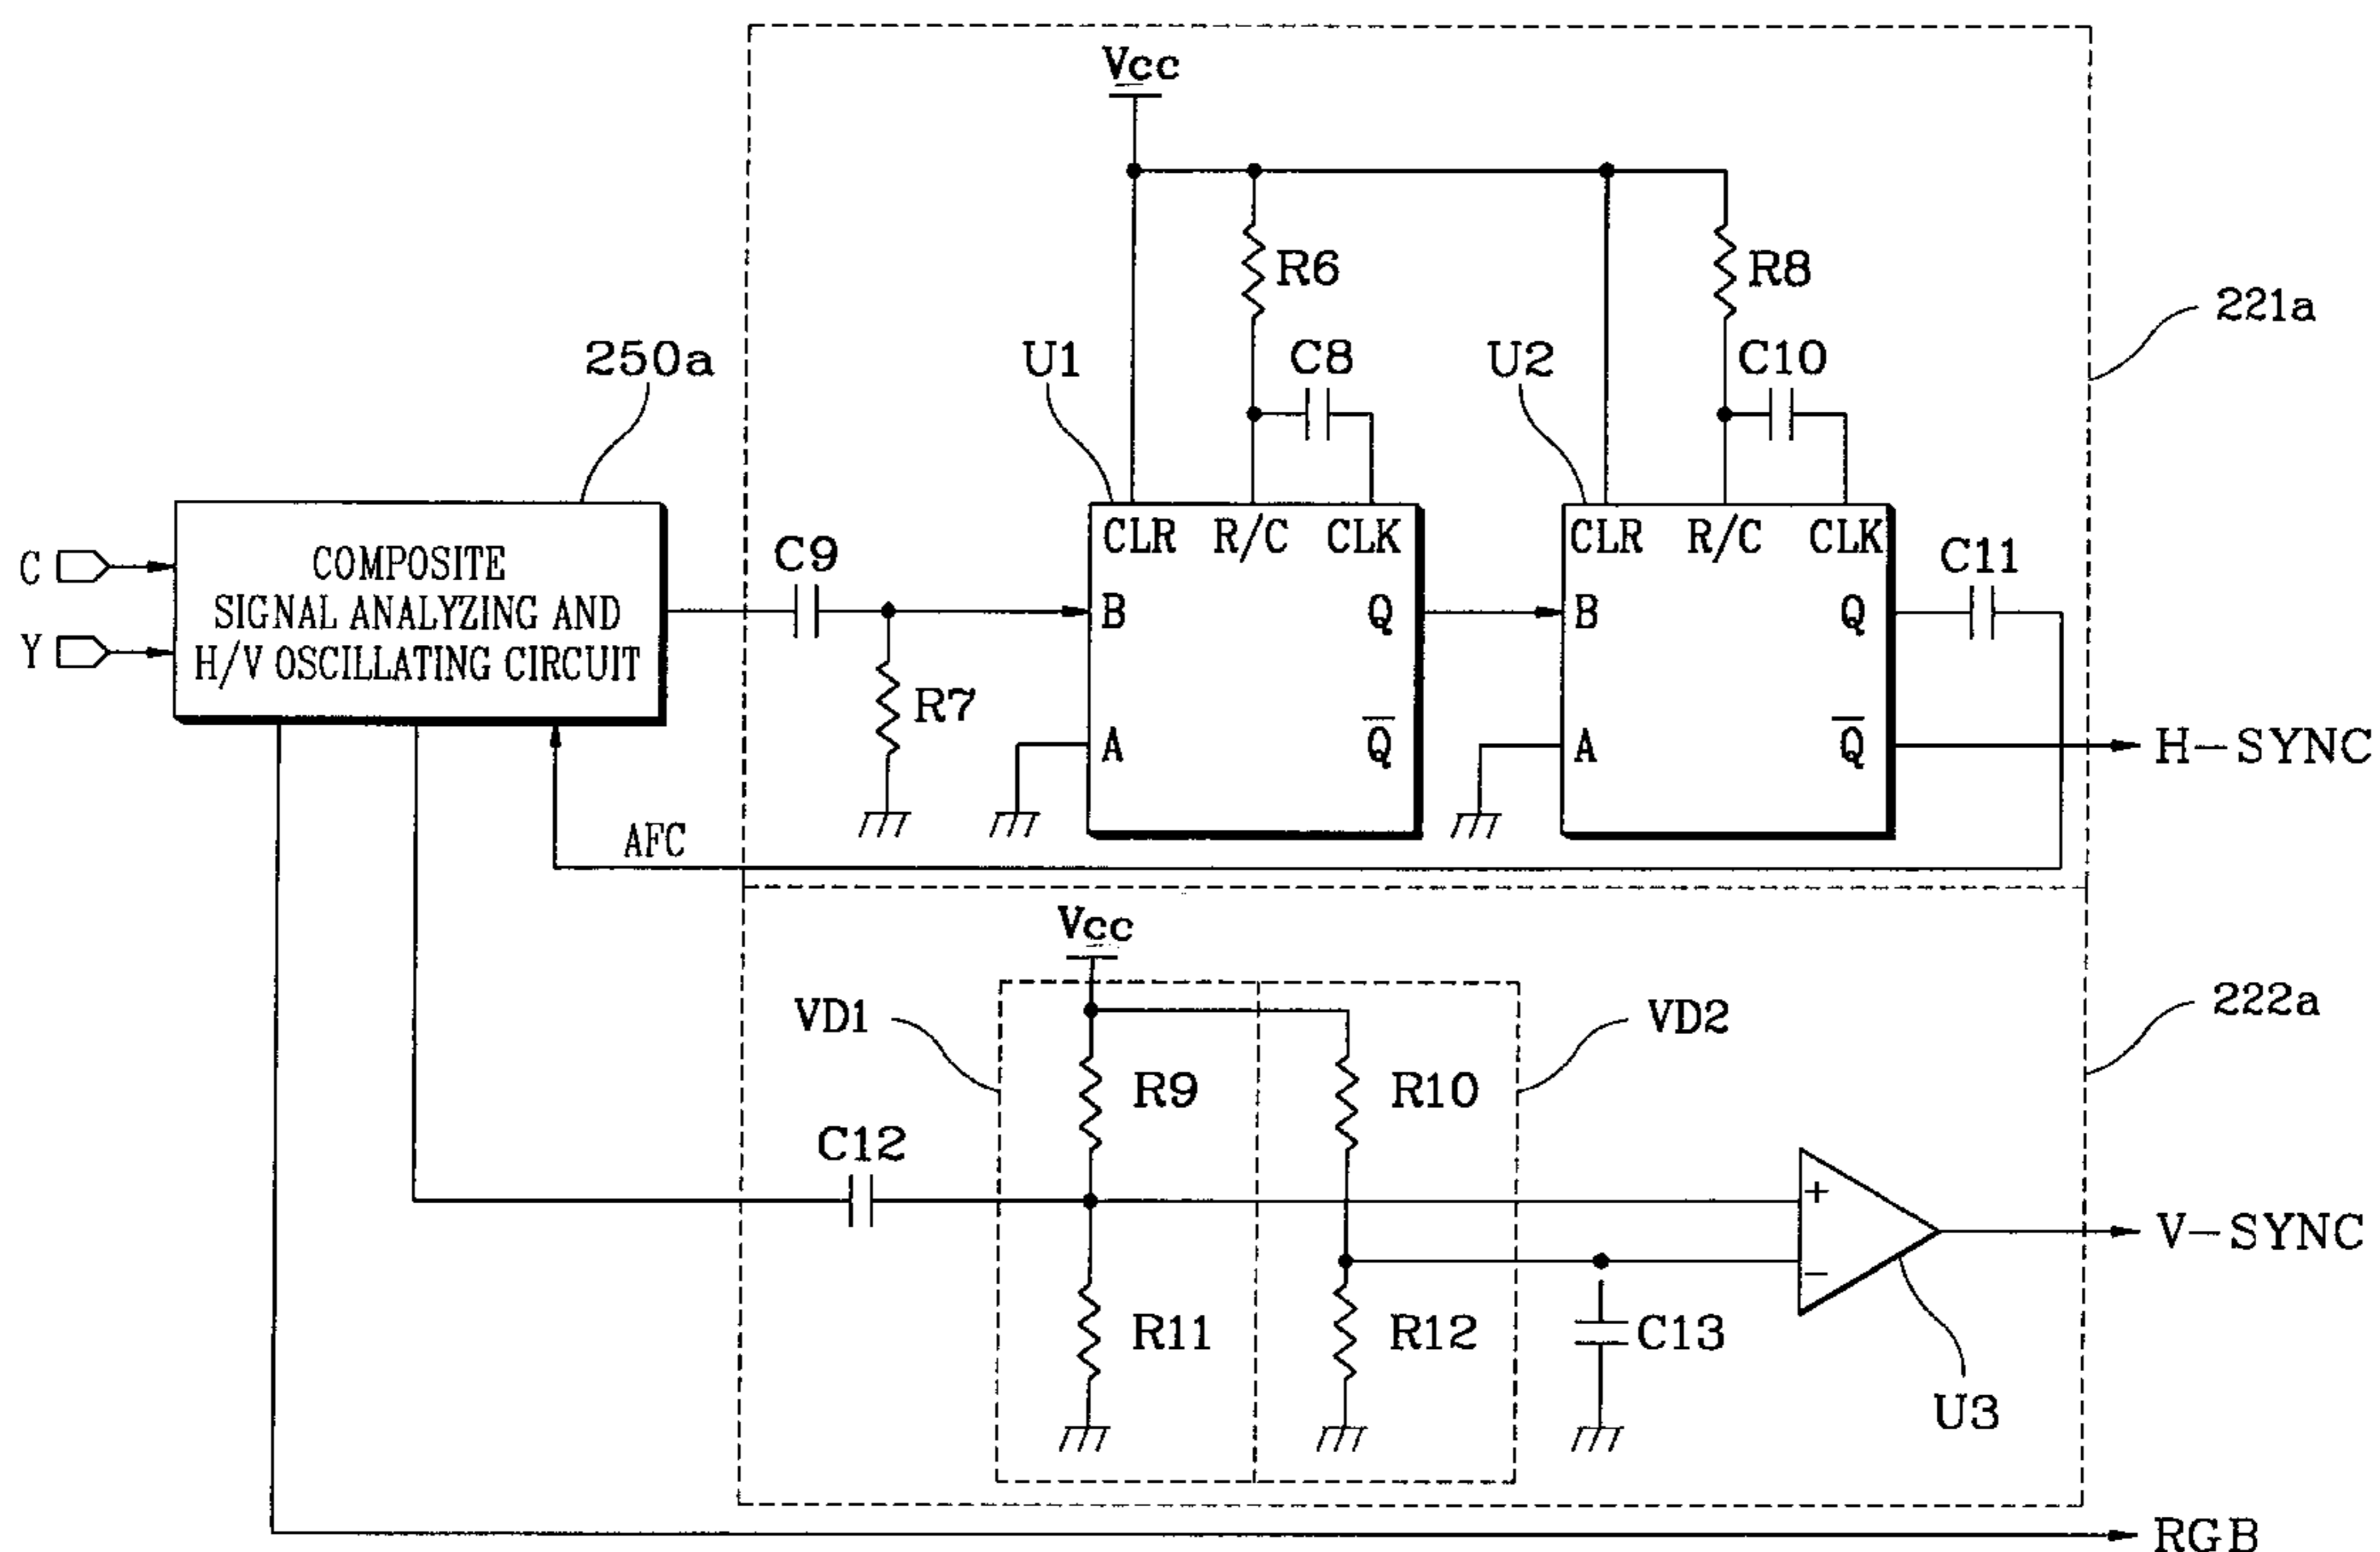 Vcc
R6
R8
221a
250a
U1
C8
U2
C10
C
Y
COMPOSITE
SIGNAL ANALYZING AND
H/V OSCILLATING CIRCUIT
C9
R7
CLR R/C CLK
B Q
A Q̅
CLR R/C CLK
B Q
A Q̅
C11
H-SYNC
AFC
Vcc
VD1
VD2
222a
R9
R10
C12
+
-
V-SYNC
R11
R12
C13
U3
RGB